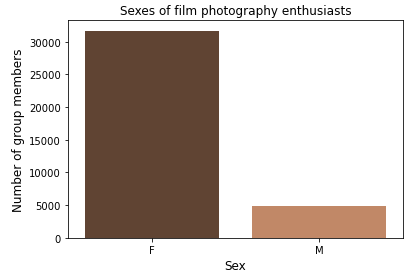 Sexes of film photography enthusiasts
Number of group members
30000
25000
20000
15000
10000
5000
0
F
M
Sex